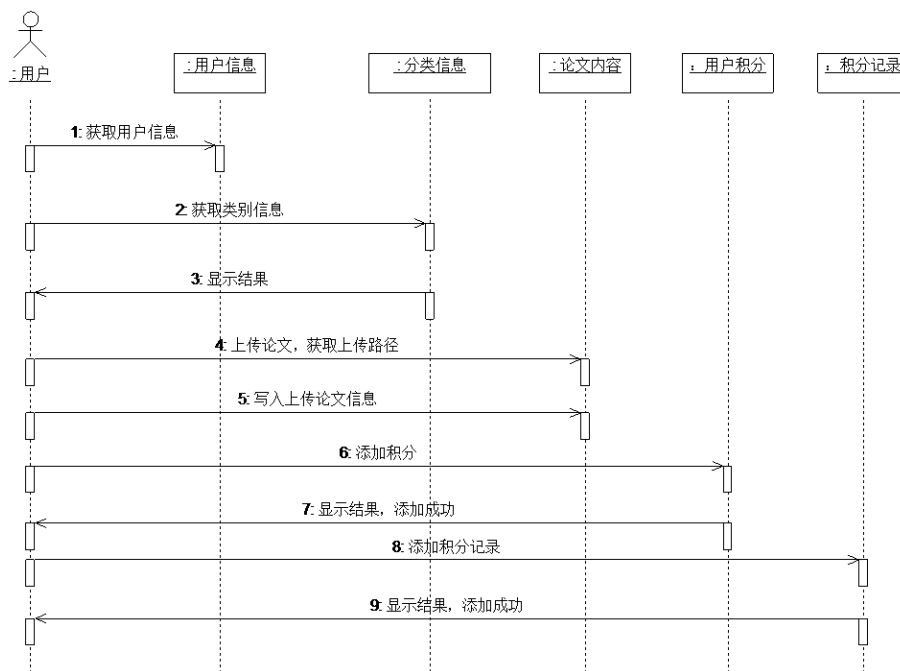 :用户
:用户信息
:分类信息
:论文内容
：用户积分
：积分记录
1: 获取用户信息
2: 获取类别信息
3: 显示结果
4: 上传论文，获取上传路径
5: 写入上传论文信息
6: 添加积分
7: 显示结果，添加成功
8: 添加积分记录
9: 显示结果，添加成功